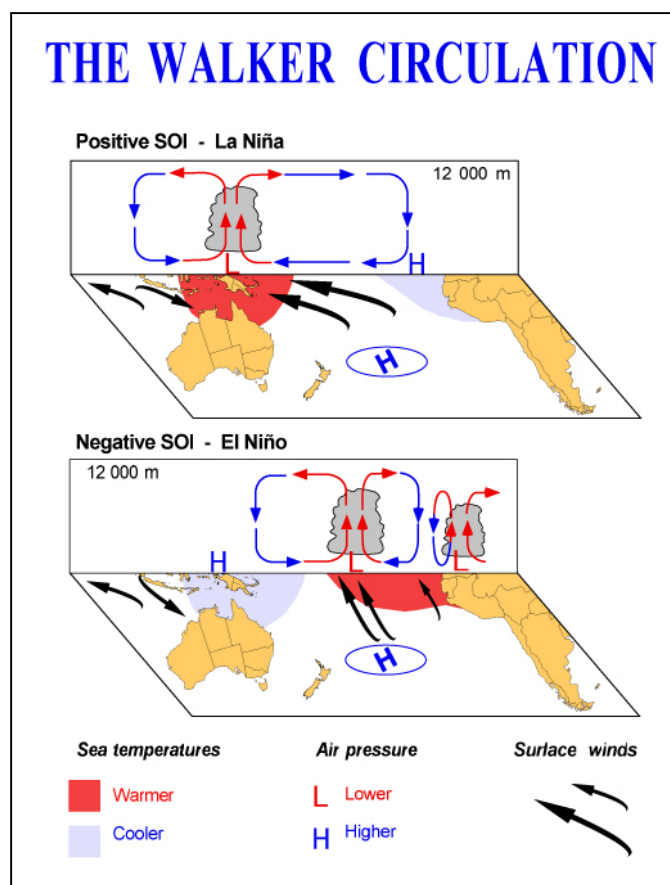 THE WALKER CIRCULATION
Positive SOI - La Niña
12 000 m
L
H
H
Negative SOI - El Niño
12 000 m
H
L
L
H
Sea temperatures
Air pressure
Surlace winds
Warmer
L Lower
Cooler
H Higher